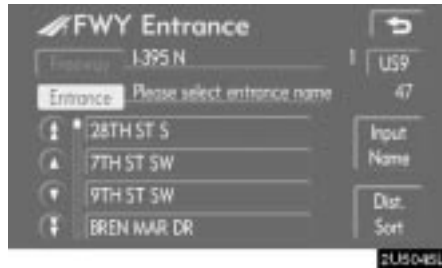 FWY Entrance
Freeway I-395 N US9
Entrance Please select entrance name 47
28TH ST S
7TH ST SW
9TH ST SW
BREN MAR DR
Input Name
Dist. Sort
2U5046L